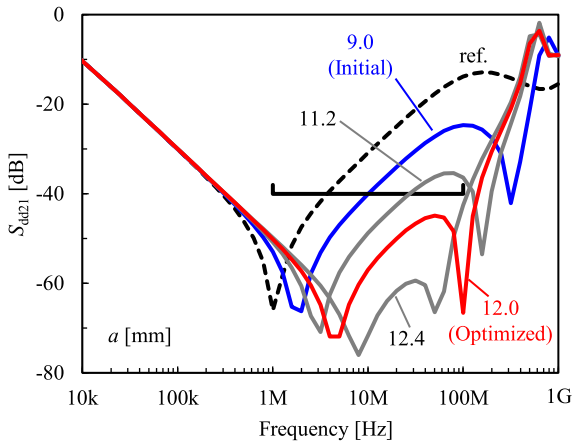 0
-20
-40
-60
-80
S_dd21 [dB]
9.0
(Initial)
ref.
11.2
12.4
12.0
(Optimized)
a [mm]
10k
100k
1M
10M
100M
1G
Frequency [Hz]